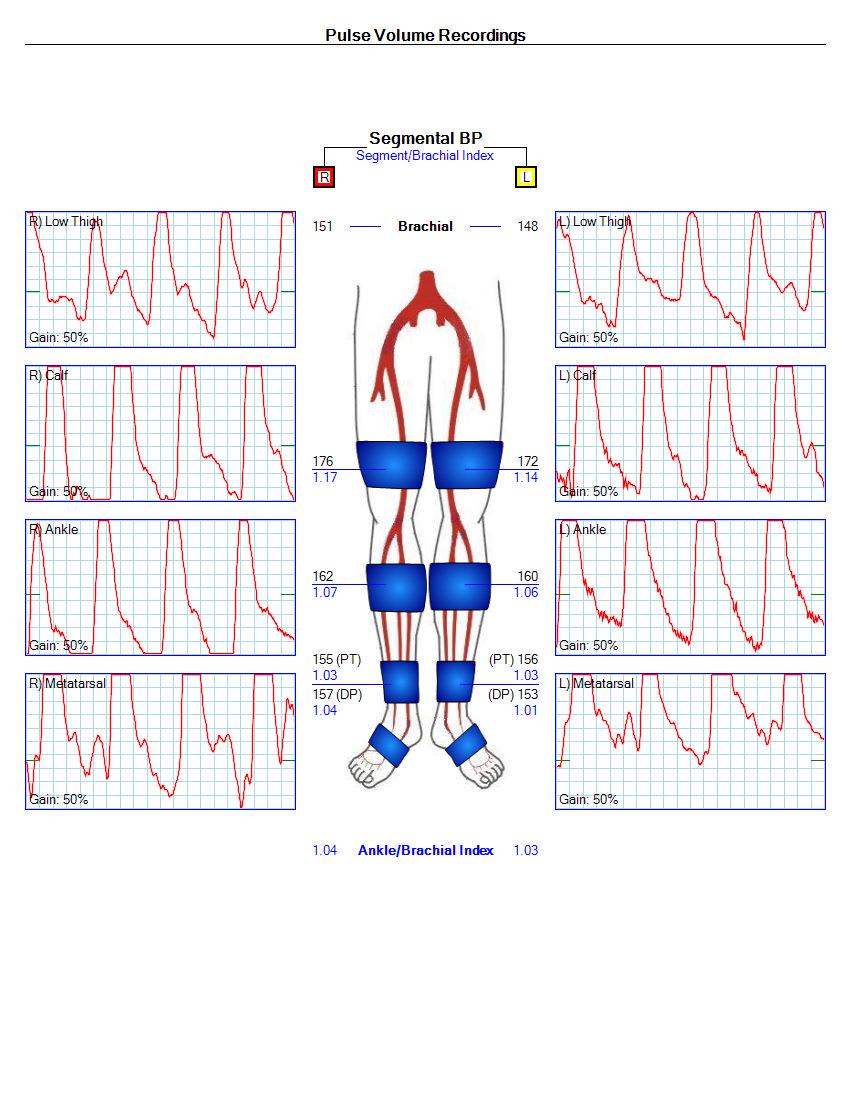 Pulse Volume Recordings
Segmental BP
Segment/Brachial Index
R L
R) Low Thigh
Gain: 50%
151 Brachial 148
L) Low Thigh
Gain: 50%
R) Calf
Gain: 50%
176 172
1.17 1.14
L) Calf
Gain: 50%
R) Ankle
Gain: 50%
162 160
1.07 1.06
L) Ankle
Gain: 50%
155 (PT) (PT) 156
1.03 1.03
157 (DP) (DP) 153
1.04 1.01
R) Metatarsal
Gain: 50%
L) Metatarsal
Gain: 50%
1.04 Ankle/Brachial Index 1.03